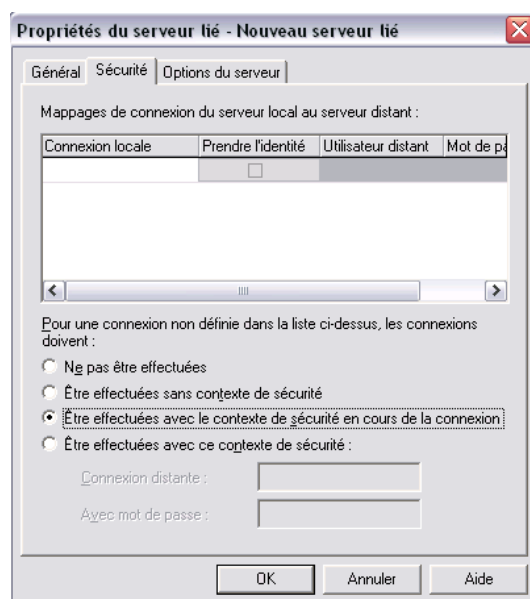 Propriétés du serveur lié - Nouveau serveur lié
Général Sécurité Options du serveur
Mappages de connexion du serveur local au serveur distant :
Connexion locale Prendre l'identité Utilisateur distant Mot de pa
Pour une connexion non définie dans la liste ci-dessus, les connexions
doivent :
Ne pas être effectuées
Être effectuées sans contexte de sécurité
Être effectuées avec le contexte de sécurité en cours de la connexion
Être effectuées avec ce contexte de sécurité :
Connexion distante :
Avec mot de passe :
OK Annuler Aide